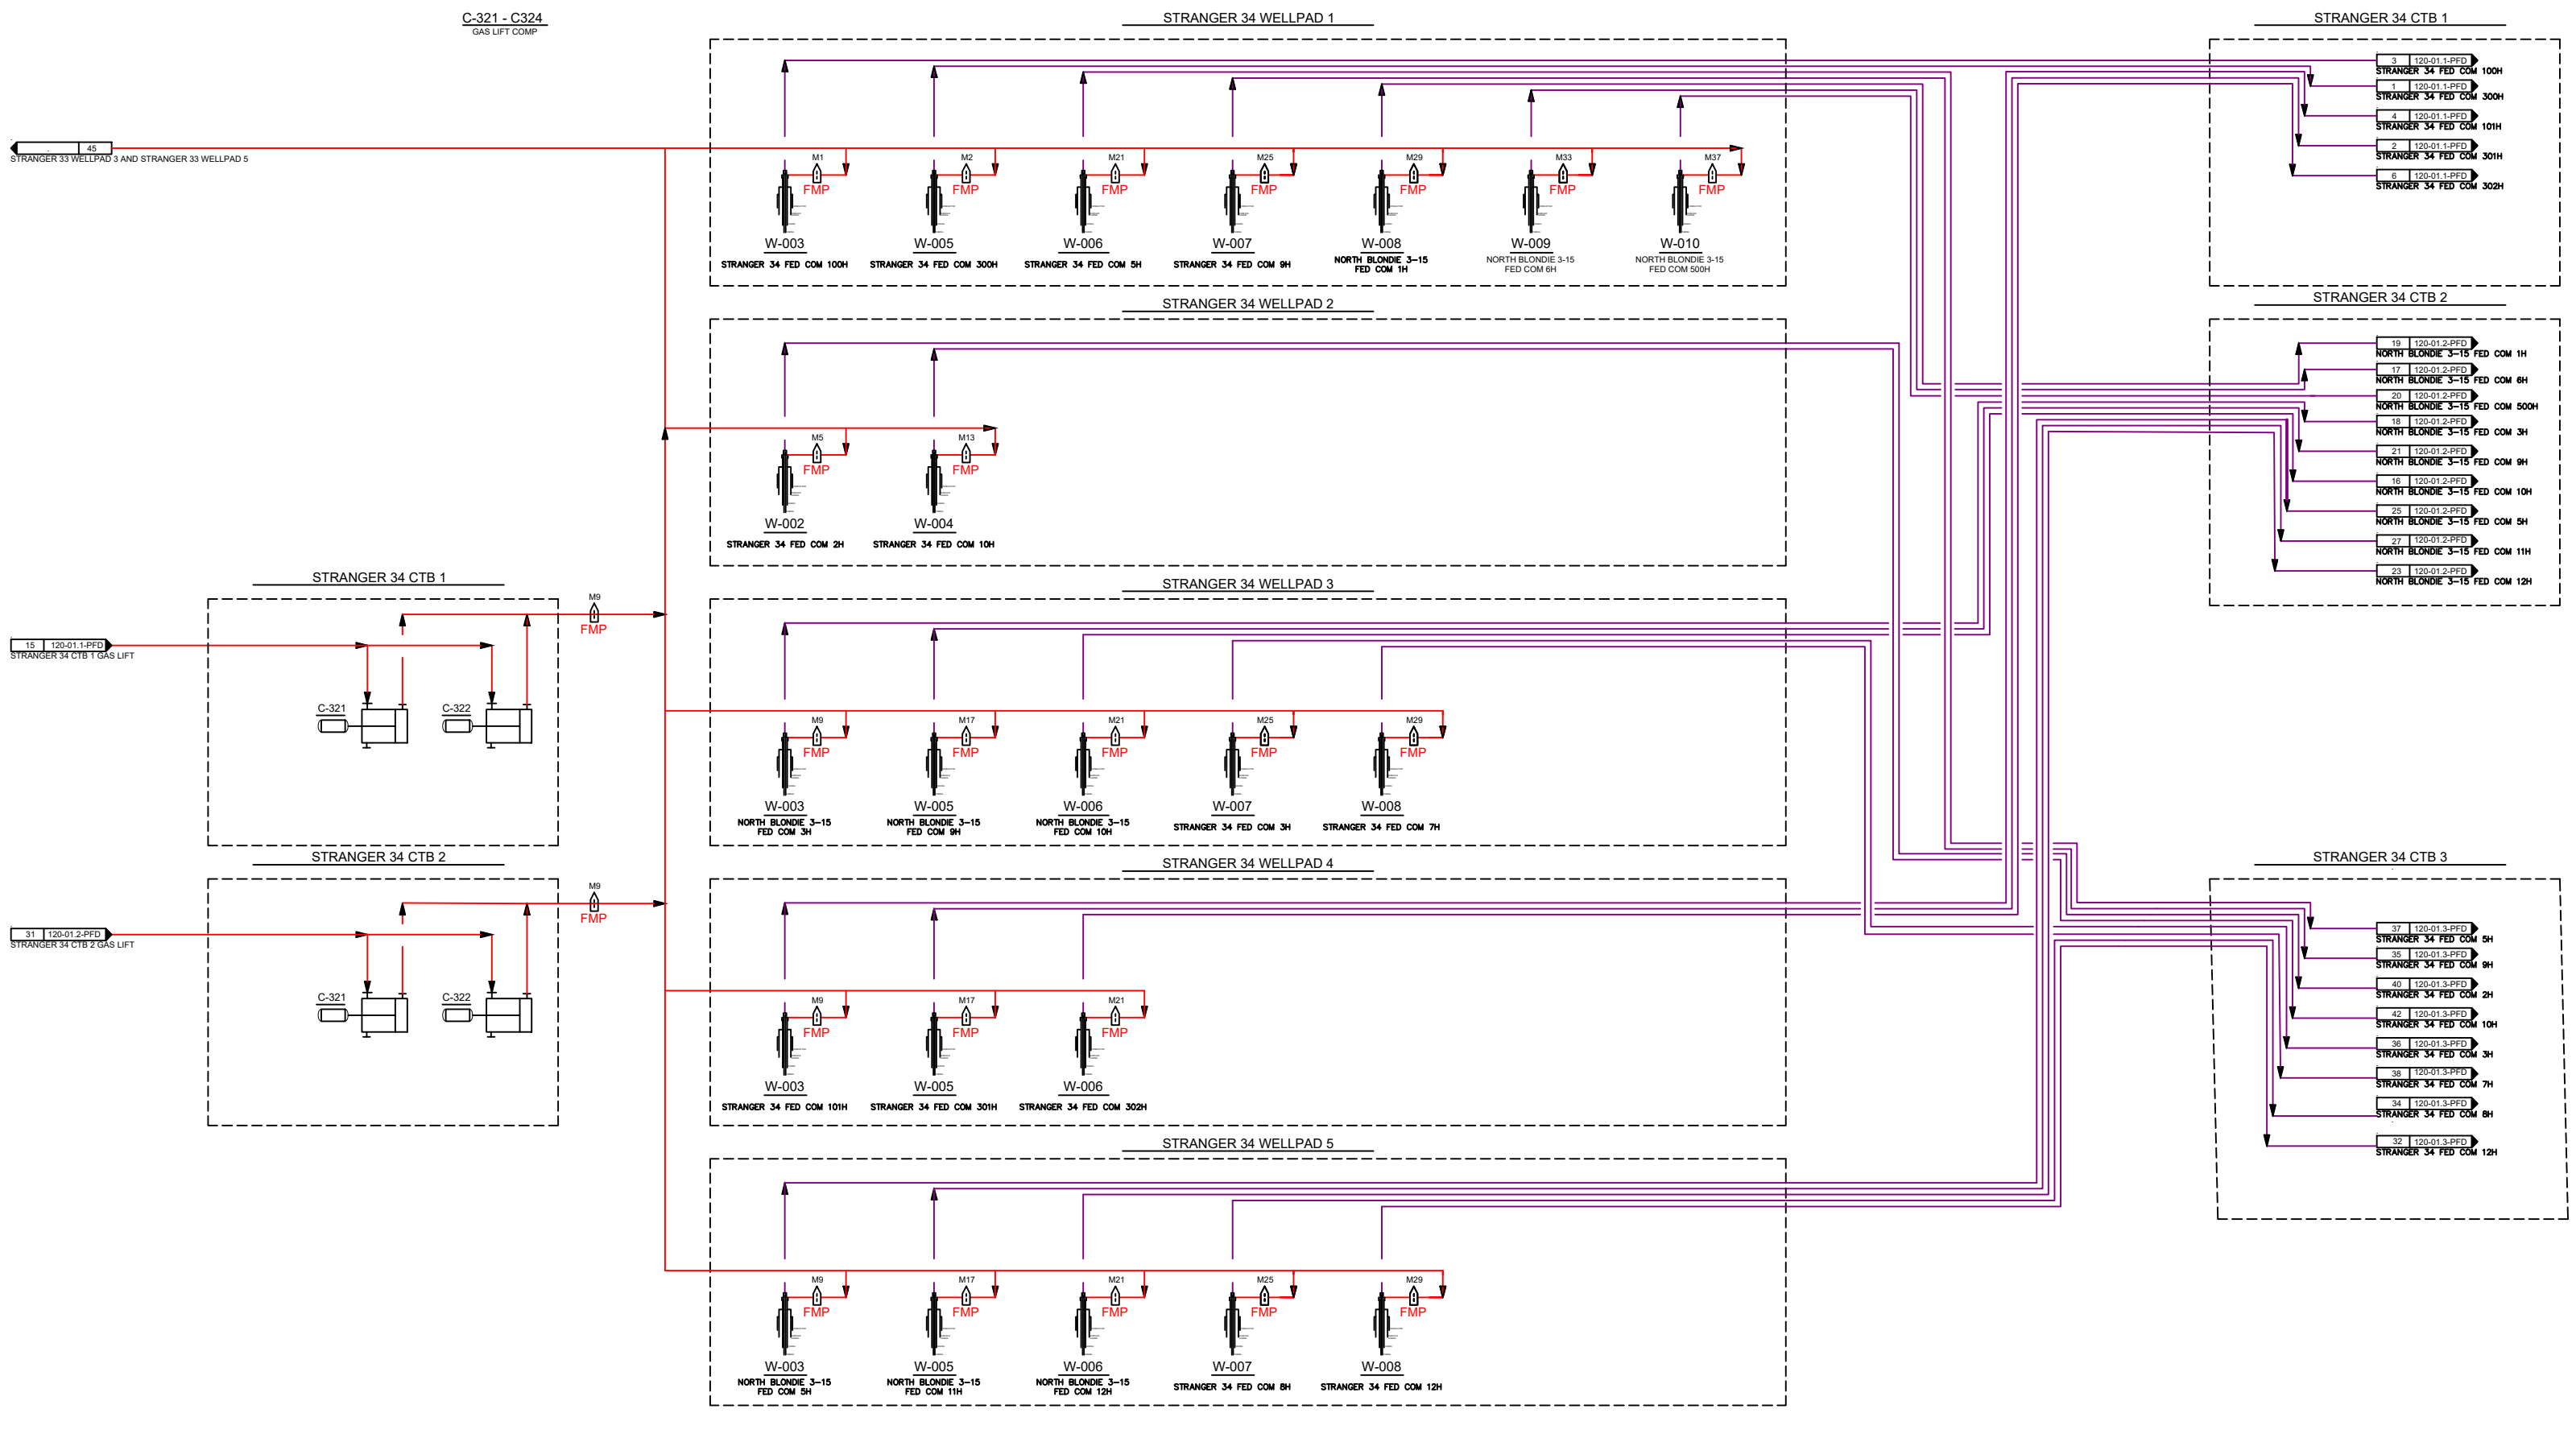 C-321 - C324
GAS LIFT COMP
STRANGER 34 WELLPAD 1
STRANGER 34 CTB 1
45
STRANGER 33 WELLPAD 3 AND STRANGER 33 WELLPAD 5
M1 M2 M21 M25 M29 M33 M37
FMP FMP FMP FMP FMP FMP FMP
W-003 W-005 W-006 W-007 W-008 W-009 W-010
STRANGER 34 FED COM 100H
STRANGER 34 FED COM 300H
STRANGER 34 FED COM 5H
STRANGER 34 FED COM 9H
NORTH BLONDIE 3-15
FED COM 1H
NORTH BLONDIE 3-15
FED COM 6H
NORTH BLONDIE 3-15
FED COM 500H
3 120-01.1-PFD
STRANGER 34 FED COM 100H
1 120-01.1-PFD
STRANGER 34 FED COM 300H
4 120-01.1-PFD
STRANGER 34 FED COM 101H
2 120-01.1-PFD
STRANGER 34 FED COM 301H
6 120-01.1-PFD
STRANGER 34 FED COM 302H
STRANGER 34 WELLPAD 2
M5 M13
FMP FMP
W-002 W-004
STRANGER 34 FED COM 2H
STRANGER 34 FED COM 10H
STRANGER 34 CTB 2
19 120-01.2-PFD
NORTH BLONDIE 3-15 FED COM 1H
17 120-01.2-PFD
NORTH BLONDIE 3-15 FED COM 6H
20 120-01.2-PFD
NORTH BLONDIE 3-15 FED COM 500H
18 120-01.2-PFD
NORTH BLONDIE 3-15 FED COM 3H
21 120-01.2-PFD
NORTH BLONDIE 3-15 FED COM 9H
16 120-01.2-PFD
NORTH BLONDIE 3-15 FED COM 10H
25 120-01.2-PFD
NORTH BLONDIE 3-15 FED COM 5H
27 120-01.2-PFD
NORTH BLONDIE 3-15 FED COM 11H
23 120-01.2-PFD
NORTH BLONDIE 3-15 FED COM 12H
STRANGER 34 CTB 1
M9
FMP
15 120-01.1-PFD
STRANGER 34 CTB 1 GAS LIFT
C-321 C-322
STRANGER 34 WELLPAD 3
M9 M17 M21 M25 M29
FMP FMP FMP FMP FMP
W-003 W-005 W-006 W-007 W-008
NORTH BLONDIE 3-15
FED COM 3H
NORTH BLONDIE 3-15
FED COM 9H
NORTH BLONDIE 3-15
FED COM 10H
STRANGER 34 FED COM 3H
STRANGER 34 FED COM 7H
STRANGER 34 CTB 2
M9
FMP
31 120-01.2-PFD
STRANGER 34 CTB 2 GAS LIFT
C-321 C-322
STRANGER 34 WELLPAD 4
M9 M17 M21
FMP FMP FMP
W-003 W-005 W-006
STRANGER 34 FED COM 101H
STRANGER 34 FED COM 301H
STRANGER 34 FED COM 302H
STRANGER 34 CTB 3
37 120-01.3-PFD
STRANGER 34 FED COM 5H
35 120-01.3-PFD
STRANGER 34 FED COM 9H
40 120-01.3-PFD
STRANGER 34 FED COM 2H
42 120-01.3-PFD
STRANGER 34 FED COM 10H
36 120-01.3-PFD
STRANGER 34 FED COM 3H
38 120-01.3-PFD
STRANGER 34 FED COM 7H
34 120-01.3-PFD
STRANGER 34 FED COM 8H
32 120-01.3-PFD
STRANGER 34 FED COM 12H
STRANGER 34 WELLPAD 5
M9 M17 M21 M25 M29
FMP FMP FMP FMP FMP
W-003 W-005 W-006 W-007 W-008
NORTH BLONDIE 3-15
FED COM 5H
NORTH BLONDIE 3-15
FED COM 11H
NORTH BLONDIE 3-15
FED COM 12H
STRANGER 34 FED COM 8H
STRANGER 34 FED COM 12H